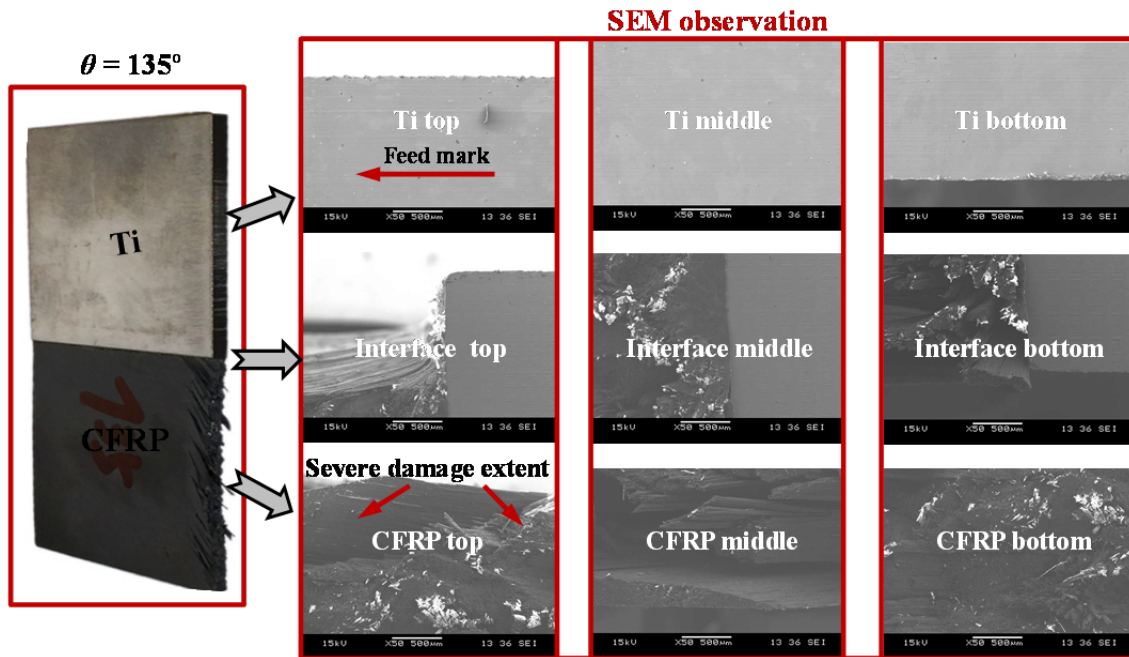 SEM observation
θ = 135°
Ti
CFRP
Ti top
Feed mark
15kV X50 500μm 13 36 SEI
Ti middle
15kV X50 500μm 13 36 SEI
Ti bottom
15kV X50 500μm 13 36 SEI
Interface top
15kV X50 500μm 13 36 SEI
Interface middle
15kV X50 500μm 13 36 SEI
Interface bottom
15kV X50 500μm 13 36 SEI
Severe damage extent
CFRP top
15kV X50 500μm 13 36 SEI
CFRP middle
15kV X50 500μm 13 36 SEI
CFRP bottom
15kV X50 500μm 13 36 SEI